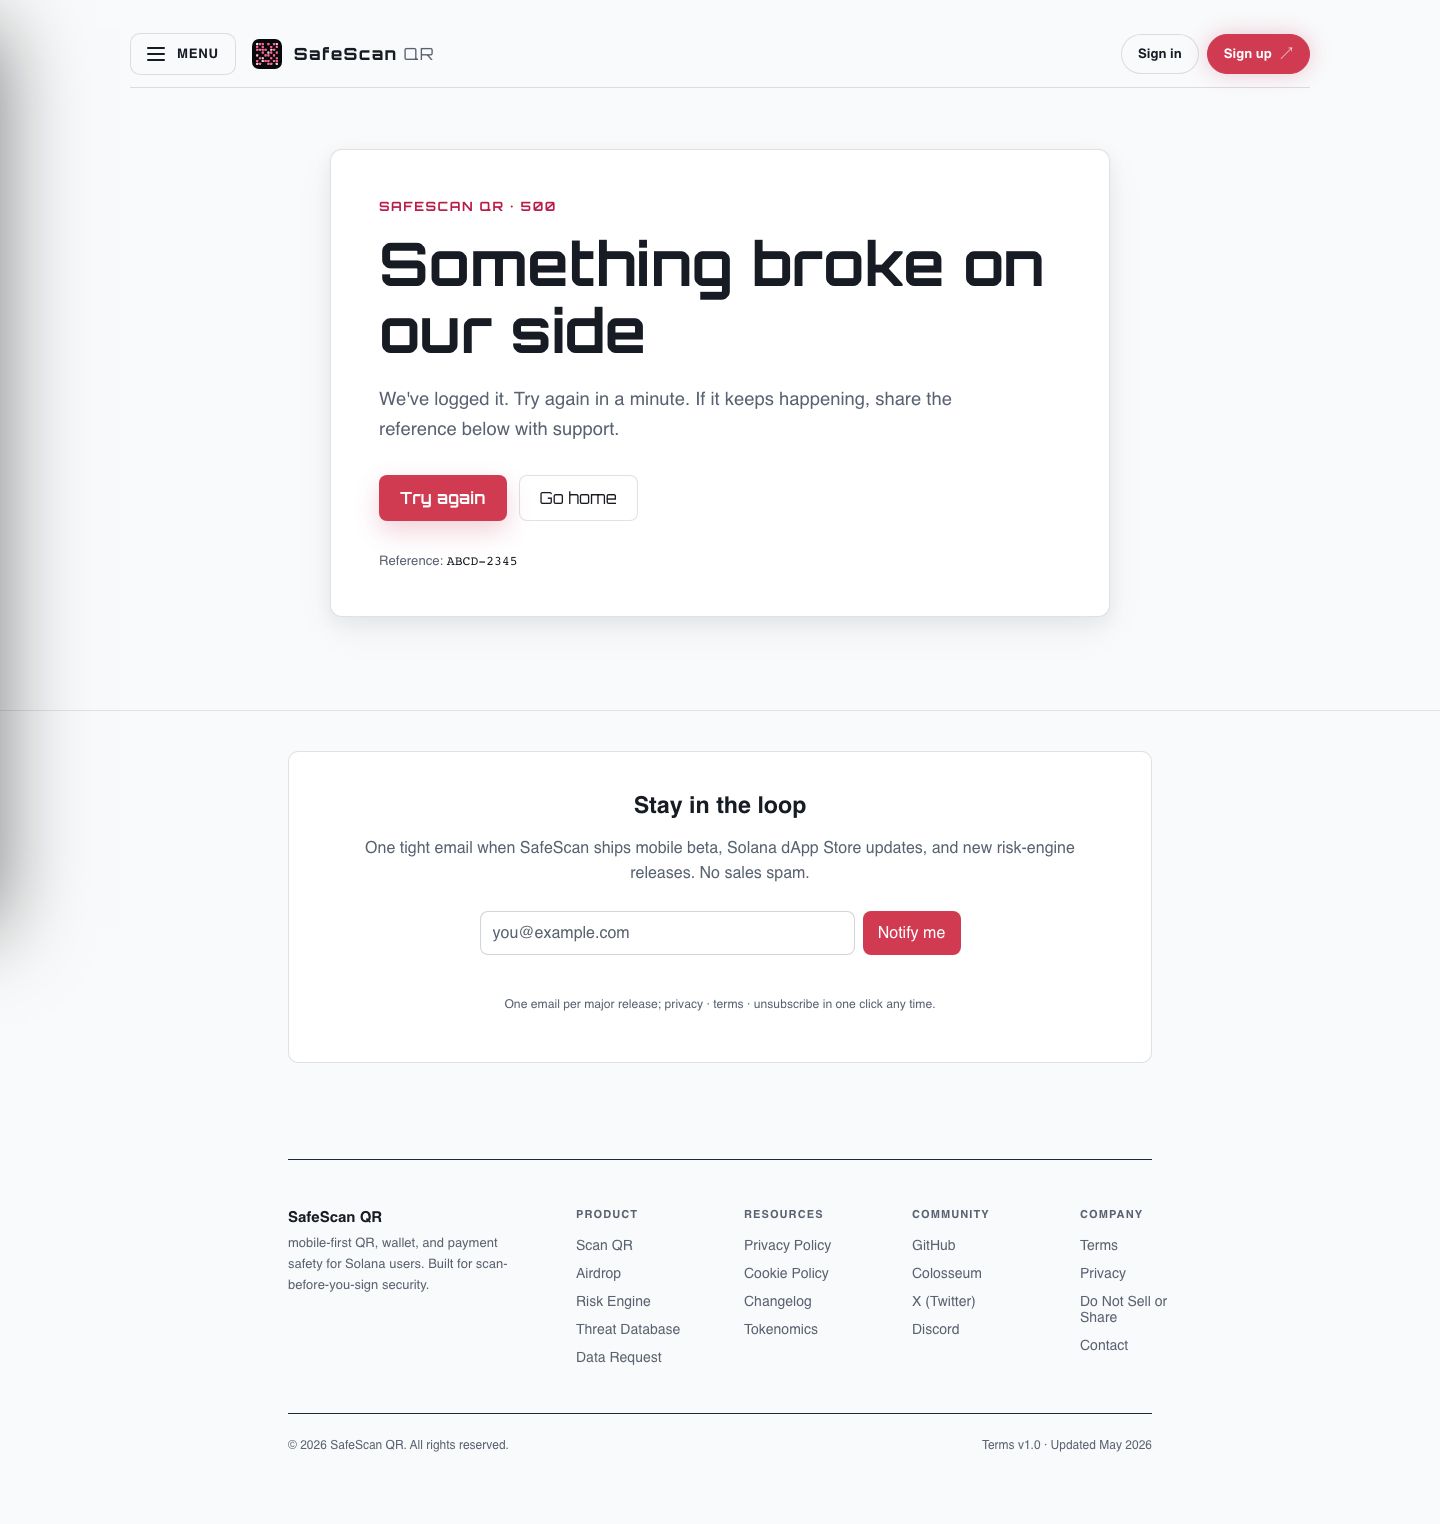 MENU
SafeScan QR
Sign in
Sign up ↗
SAFESCAN QR · 500
Something broke on
our side
We've logged it. Try again in a minute. If it keeps happening, share the
reference below with support.
Try again
Go home
Reference: ABCD-2345
Stay in the loop
One tight email when SafeScan ships mobile beta, Solana dApp Store updates, and new risk-engine
releases. No sales spam.
you@example.com
Notify me
One email per major release; privacy · terms · unsubscribe in one click any time.
SafeScan QR
mobile-first QR, wallet, and payment
safety for Solana users. Built for scan-
before-you-sign security.
PRODUCT
Scan QR
Airdrop
Risk Engine
Threat Database
Data Request
RESOURCES
Privacy Policy
Cookie Policy
Changelog
Tokenomics
COMMUNITY
GitHub
Colosseum
X (Twitter)
Discord
COMPANY
Terms
Privacy
Do Not Sell or
Share
Contact
© 2026 SafeScan QR. All rights reserved.
Terms v1.0 · Updated May 2026